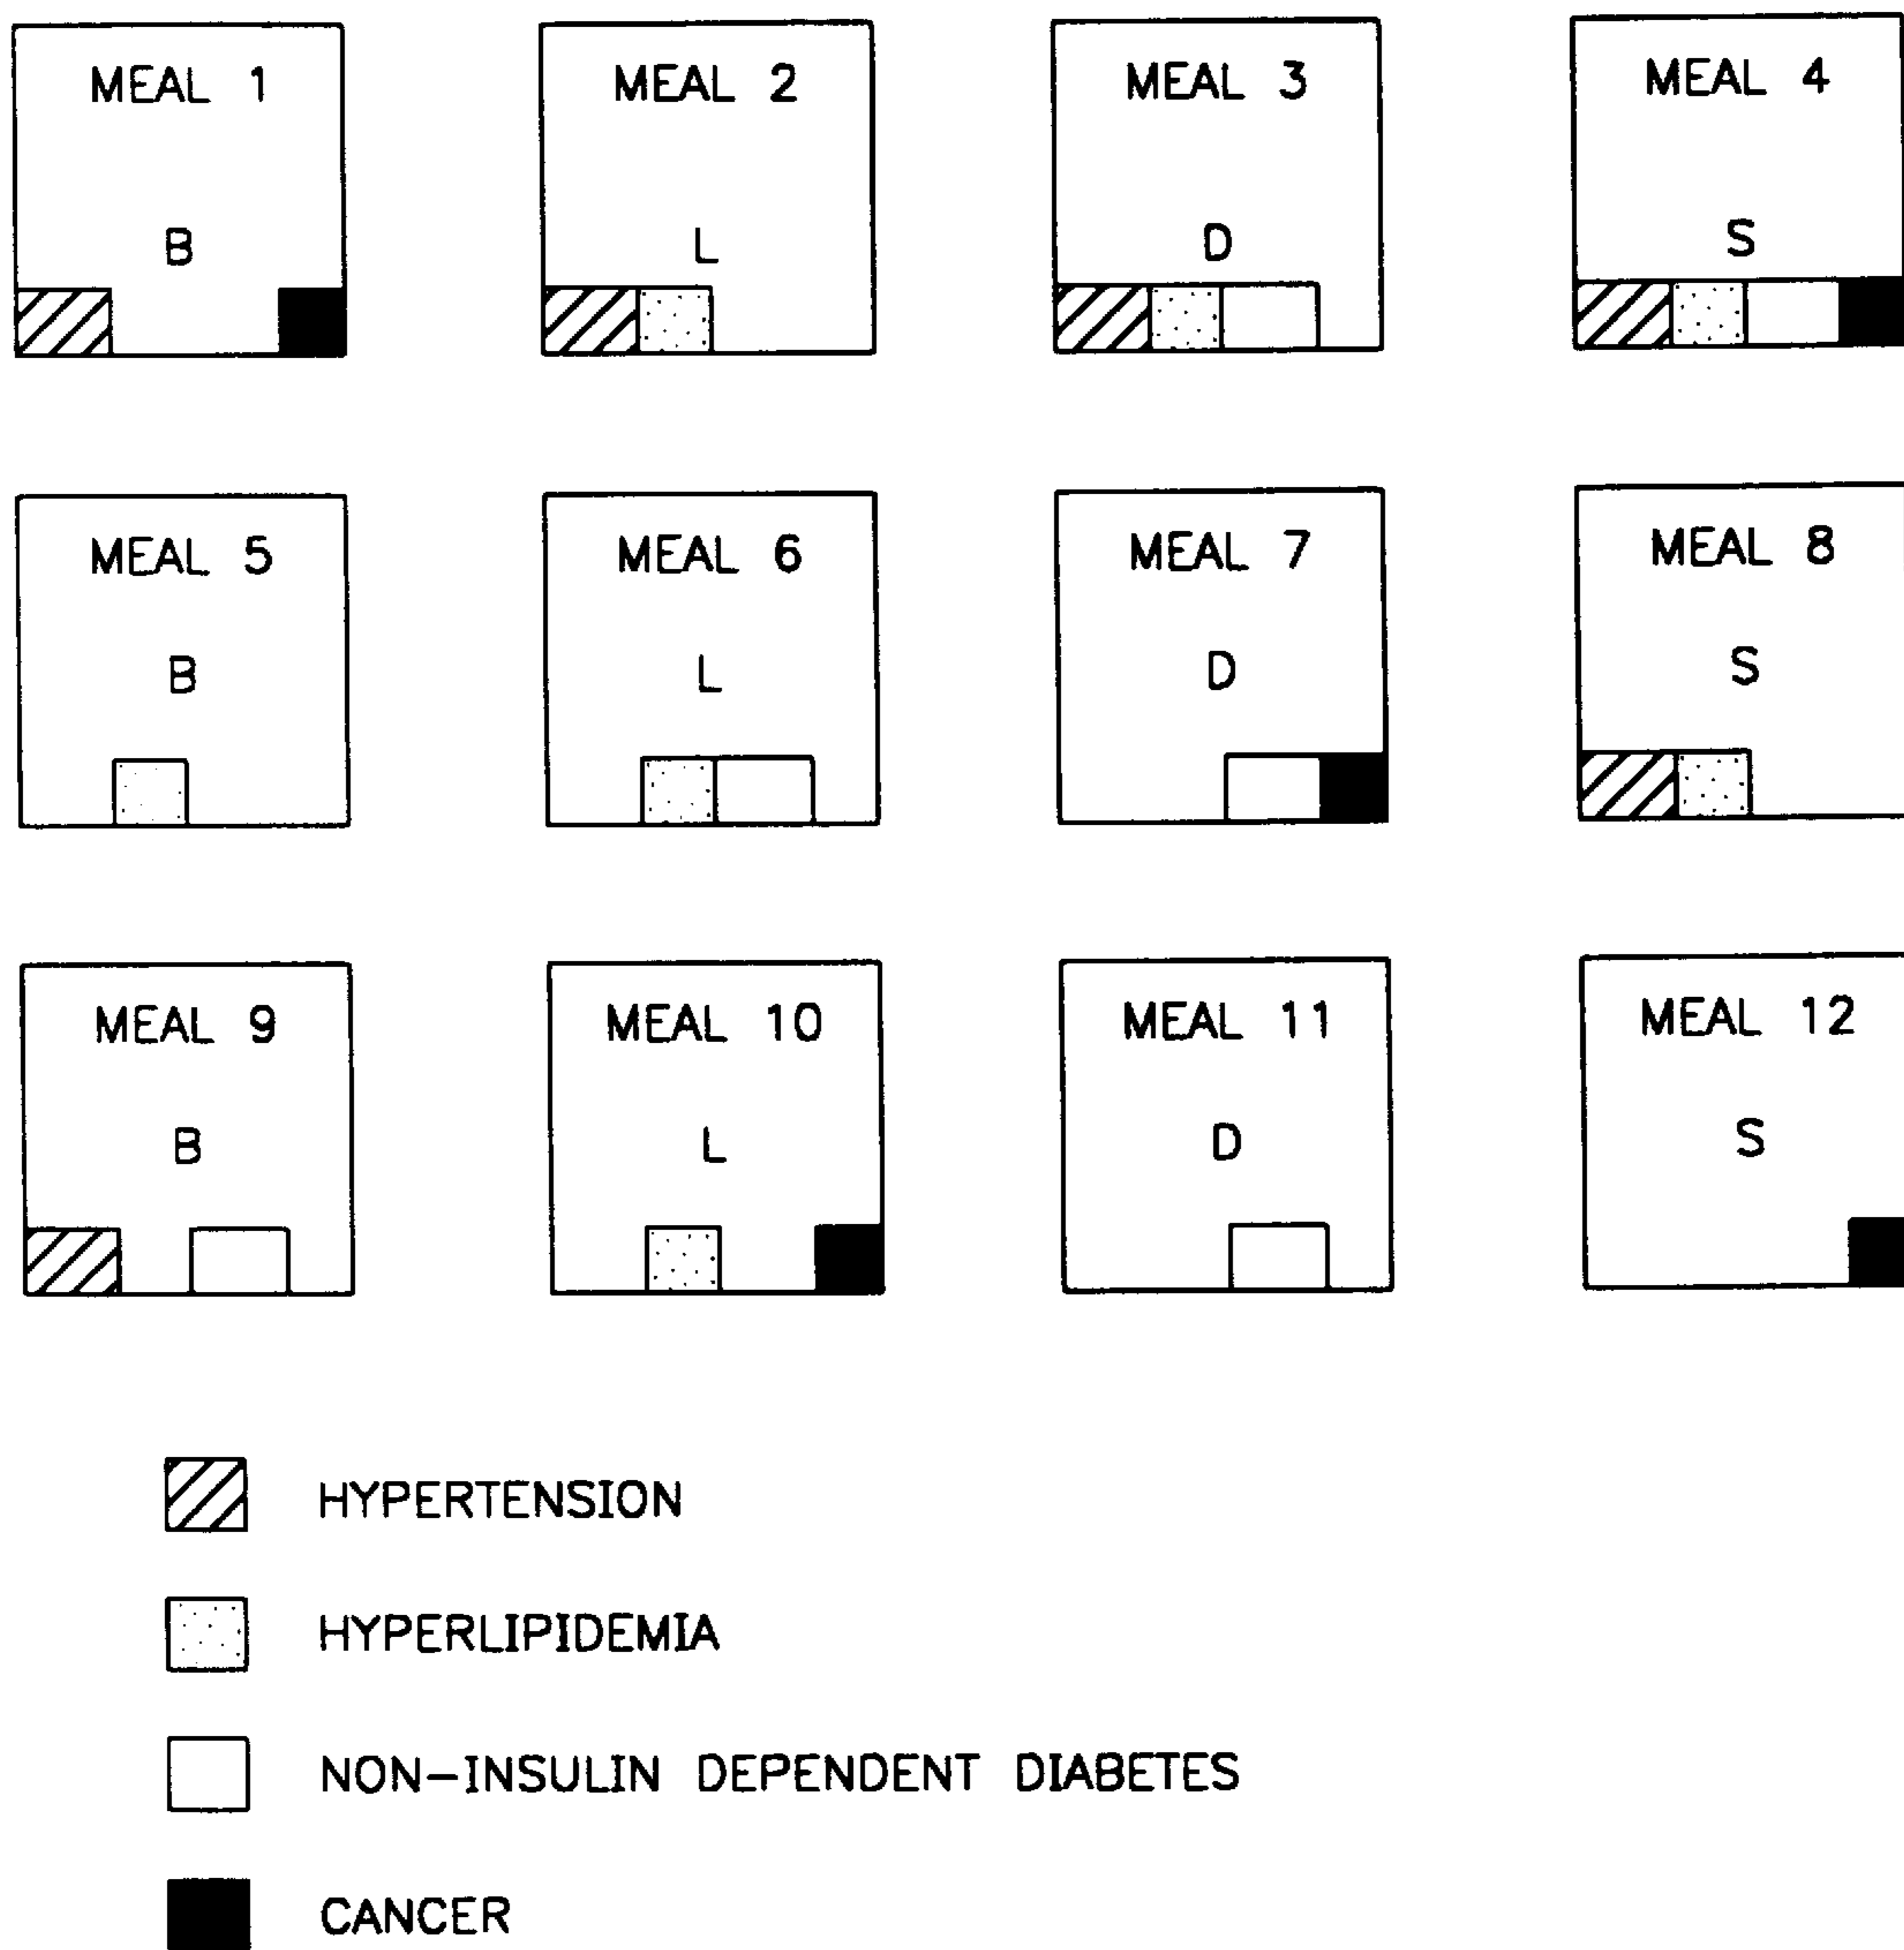 MEAL 1 MEAL 2 MEAL 3 MEAL 4
B L D S
MEAL 5 MEAL 6 MEAL 7 MEAL 8
B L D S
MEAL 9 MEAL 10 MEAL 11 MEAL 12
B L D S
HYPERTENSION
HYPERLIPIDEMIA
NON-INSULIN DEPENDENT DIABETES
CANCER